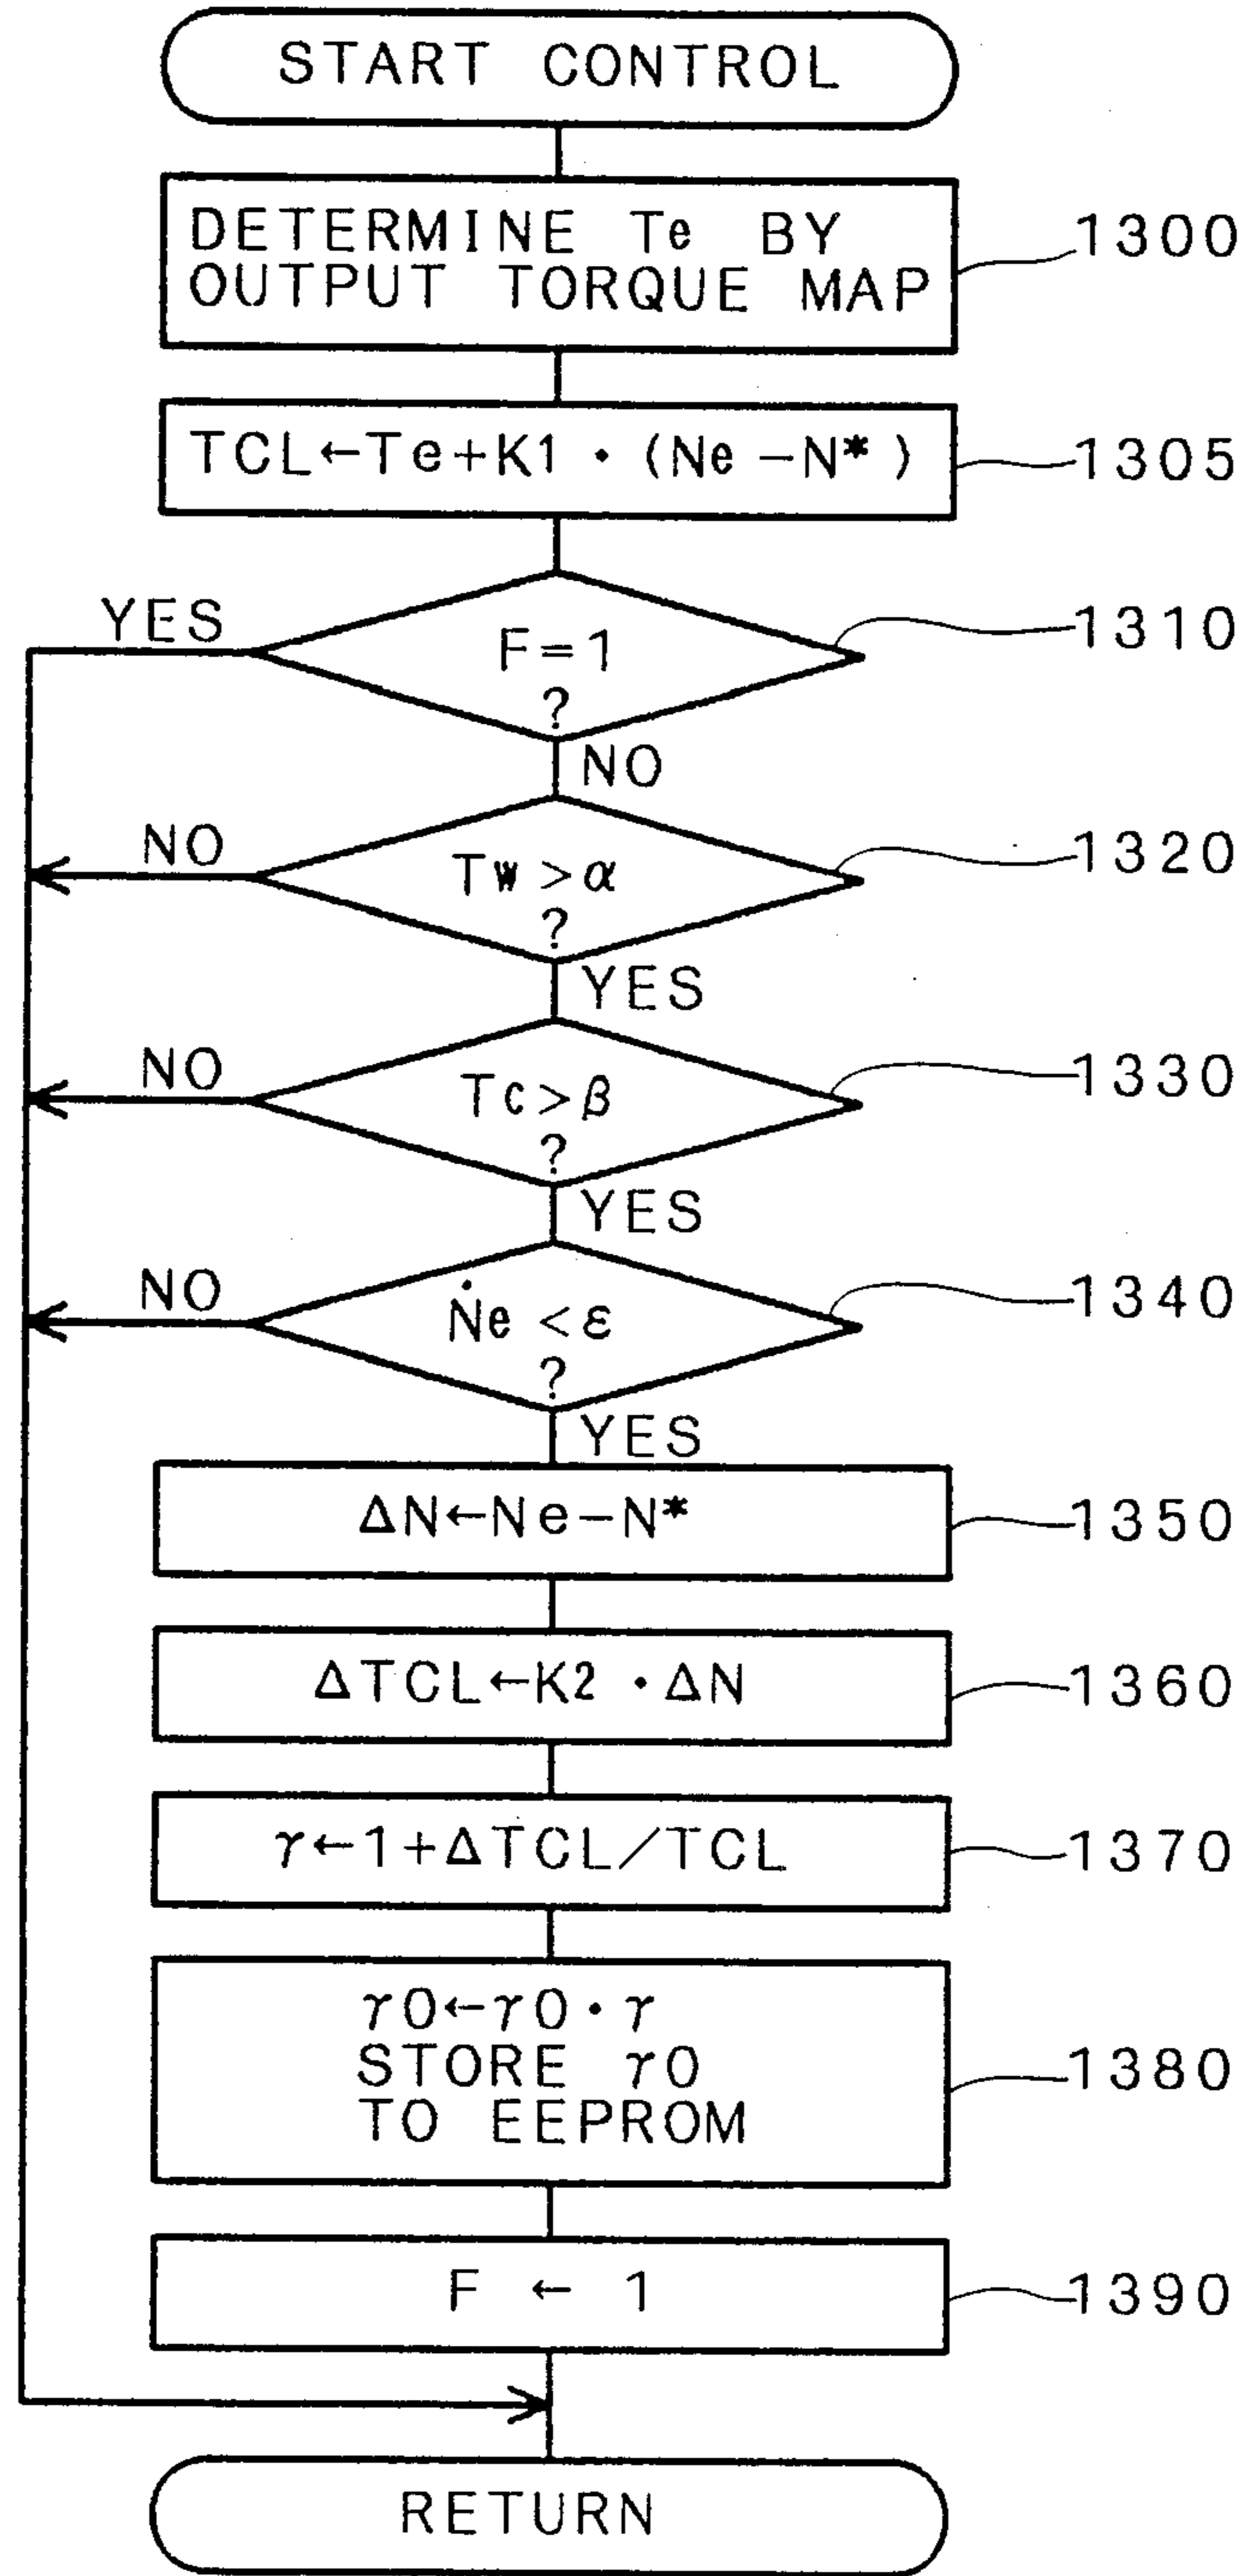 START CONTROL
DETERMINE Te BY
OUTPUT TORQUE MAP
1300
TCL←Te+K1・(Ne−N*)
1305
YES
F=1
?
1310
NO
NO
Tw>α
?
1320
YES
NO
Tc>β
?
1330
YES
NO
Ṅe<ε
?
1340
YES
ΔN←Ne−N*
1350
ΔTCL←K2・ΔN
1360
γ←1+ΔTCL/TCL
1370
γ0←γ0・γ
STORE γ0
TO EEPROM
1380
F ← 1
1390
RETURN